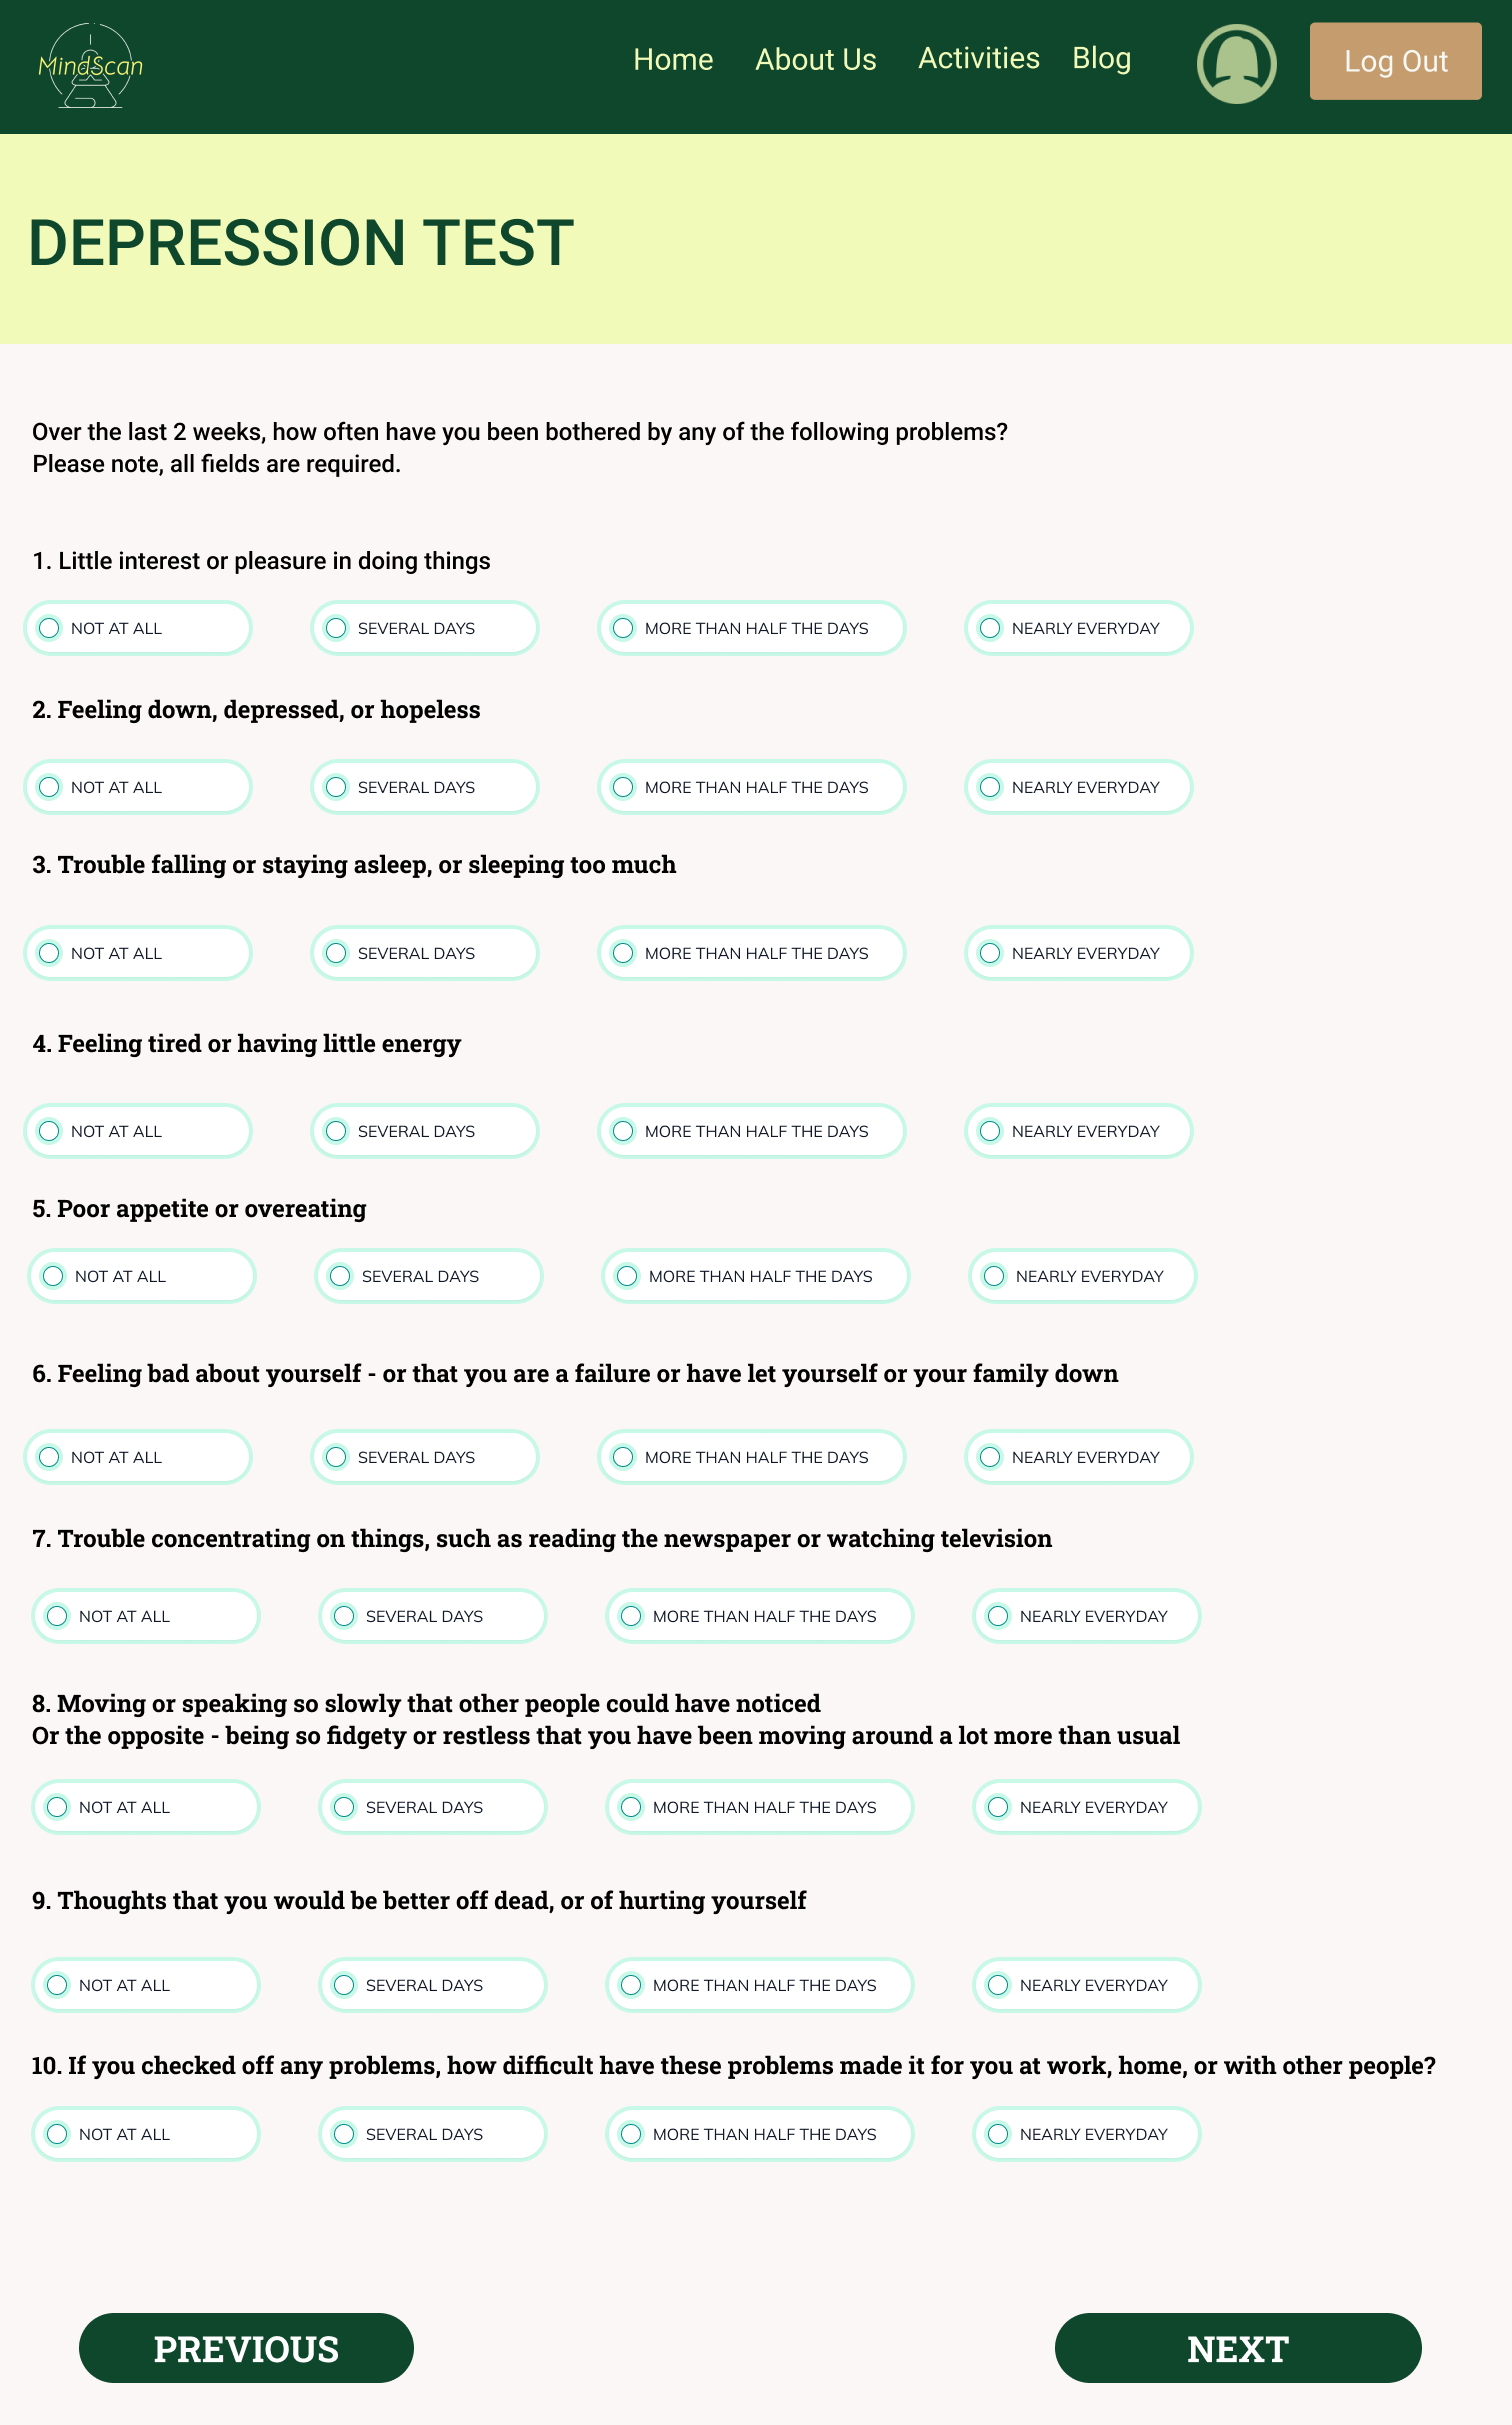 MindScan
Home About Us Activities Blog Log Out
DEPRESSION TEST
Over the last 2 weeks, how often have you been bothered by any of the following problems?
Please note, all fields are required.
1. Little interest or pleasure in doing things
NOT AT ALL SEVERAL DAYS MORE THAN HALF THE DAYS NEARLY EVERYDAY
2. Feeling down, depressed, or hopeless
NOT AT ALL SEVERAL DAYS MORE THAN HALF THE DAYS NEARLY EVERYDAY
3. Trouble falling or staying asleep, or sleeping too much
NOT AT ALL SEVERAL DAYS MORE THAN HALF THE DAYS NEARLY EVERYDAY
4. Feeling tired or having little energy
NOT AT ALL SEVERAL DAYS MORE THAN HALF THE DAYS NEARLY EVERYDAY
5. Poor appetite or overeating
NOT AT ALL SEVERAL DAYS MORE THAN HALF THE DAYS NEARLY EVERYDAY
6. Feeling bad about yourself - or that you are a failure or have let yourself or your family down
NOT AT ALL SEVERAL DAYS MORE THAN HALF THE DAYS NEARLY EVERYDAY
7. Trouble concentrating on things, such as reading the newspaper or watching television
NOT AT ALL SEVERAL DAYS MORE THAN HALF THE DAYS NEARLY EVERYDAY
8. Moving or speaking so slowly that other people could have noticed
Or the opposite - being so fidgety or restless that you have been moving around a lot more than usual
NOT AT ALL SEVERAL DAYS MORE THAN HALF THE DAYS NEARLY EVERYDAY
9. Thoughts that you would be better off dead, or of hurting yourself
NOT AT ALL SEVERAL DAYS MORE THAN HALF THE DAYS NEARLY EVERYDAY
10. If you checked off any problems, how difficult have these problems made it for you at work, home, or with other people?
NOT AT ALL SEVERAL DAYS MORE THAN HALF THE DAYS NEARLY EVERYDAY
PREVIOUS NEXT